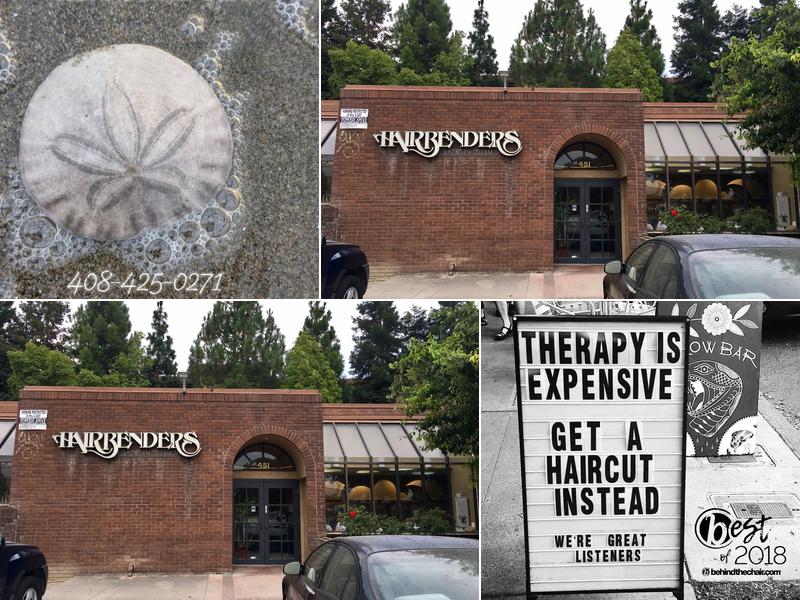 408-425-0271
HAIRBENDERS
451
HAIRBENDERS
451
THERAPY IS
EXPENSIVE
GET A
HAIRCUT
INSTEAD
WE'RE GREAT
LISTENERS
OW BAR
best
of 2018
behindthechair.com